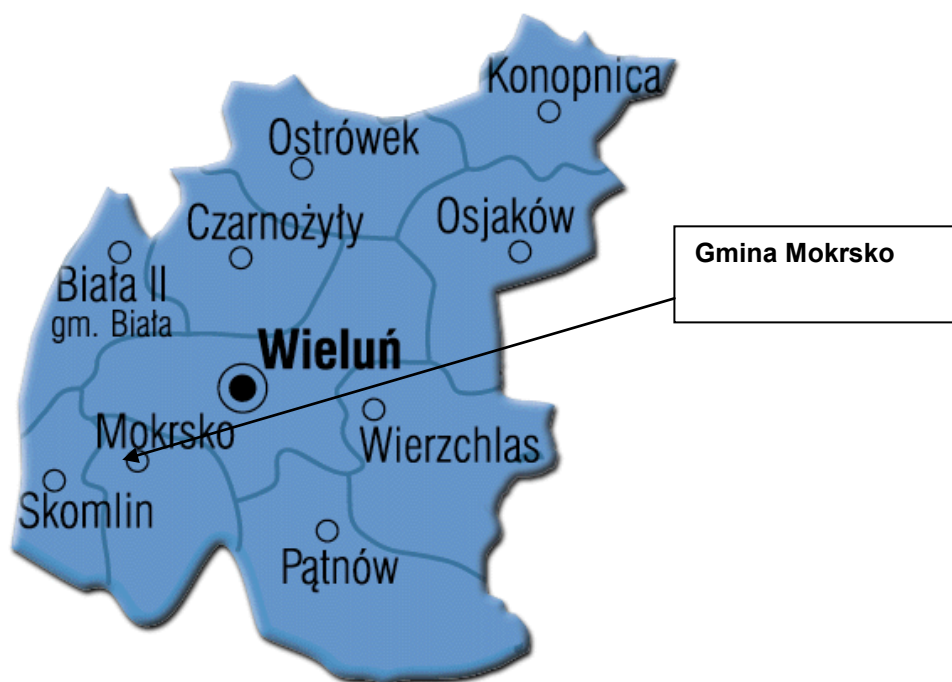 Konopnica
Ostrówek
Czarnożyły
Osjaków
Gmina Mokrsko
Biała II
gm. Biała
Wieluń
Mokrsko
Wierzchlas
Skomlin
Pątnów